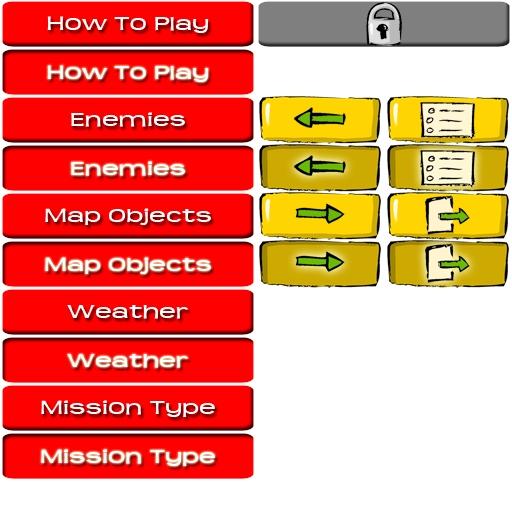 How To Play
How To Play
Enemies
Enemies
Map Objects
Map Objects
Weather
Weather
Mission Type
Mission Type